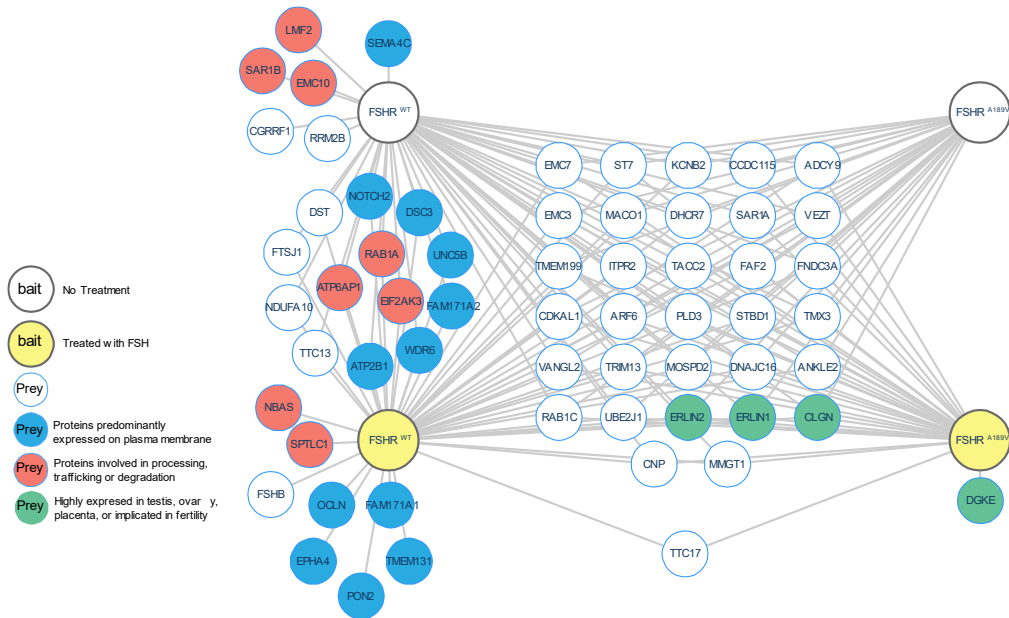 LMF2
SEMA4C
SAR1B
EMC10
FSHR WT
FSHR A189V
CGRRF1
RRM2B
EMC7
ST7
KCNB2
CCDC115
ADCY9
NOTCH2
DST
DSC3
EMC3
MACO1
DHCR7
SAR1A
VEZT
FTSJ1
RAB1A
UNC5B
TMEM199
ITPR2
TACC2
FAF2
FNDC3A
bait
No Treatment
ATP6AP1
NDUFA10
EIF2AK3
FAM171A2
CDKAL1
ARF6
PLD3
STBD1
TMX3
bait
Treated with FSH
TTC13
ATP2B1
WDR6
VANGL2
TRIM13
MOSPD2
DNAJC16
ANKLE2
Prey
NBAS
RAB1C
UBE2J1
ERLIN2
ERLIN1
CLGN
Prey
Proteins predominantly
expressed on plasma membrane
SPTLC1
FSHR WT
FSHR A189V
Prey
Proteins involved in processing,
trafficking or degradation
CNP
MMGT1
FSHB
OCLN
FAM171A1
DGKE
Prey
Highly expresed in testis, ovar y,
placenta, or implicated in fertility
EPHA4
TMEM131
TTC17
PON2